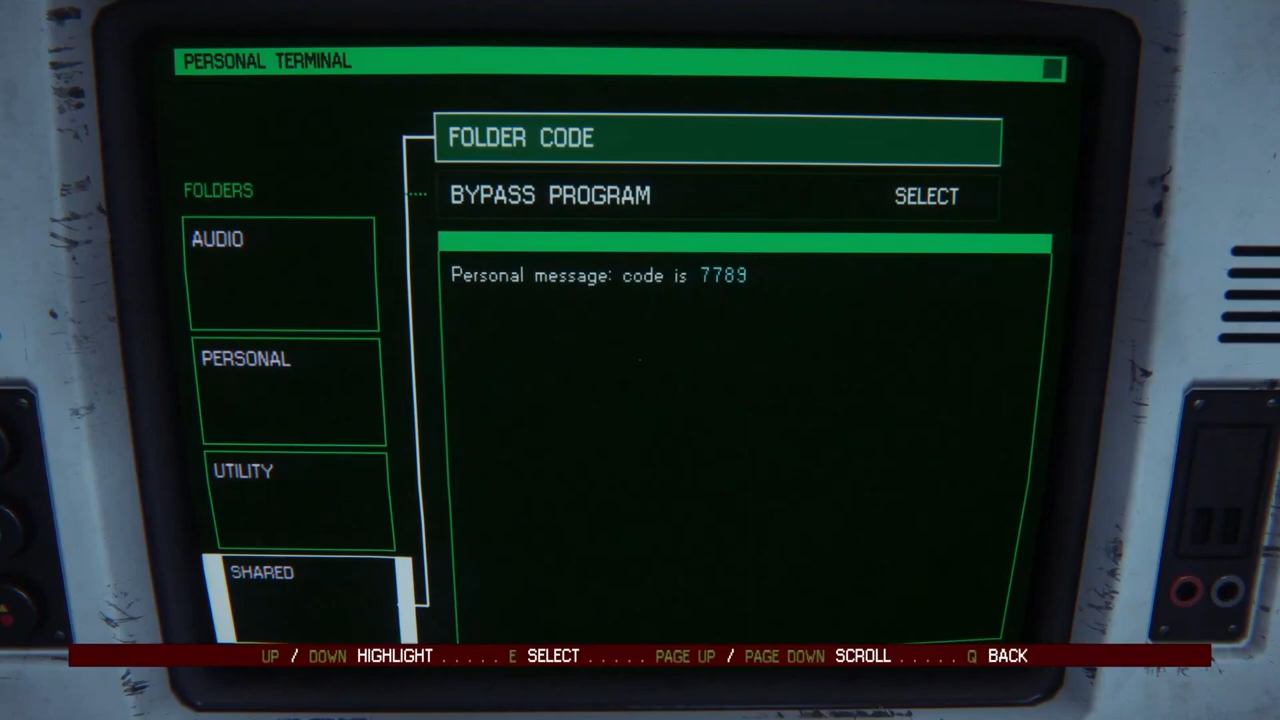 PERSONAL TERMINAL
FOLDERS
AUDIO
PERSONAL
UTILITY
SHARED
FOLDER CODE
BYPASS PROGRAM SELECT
Personal message: code is 7789
UP / DOWN HIGHLIGHT ..... E SELECT ..... PAGE UP / PAGE DOWN SCROLL ..... Q BACK